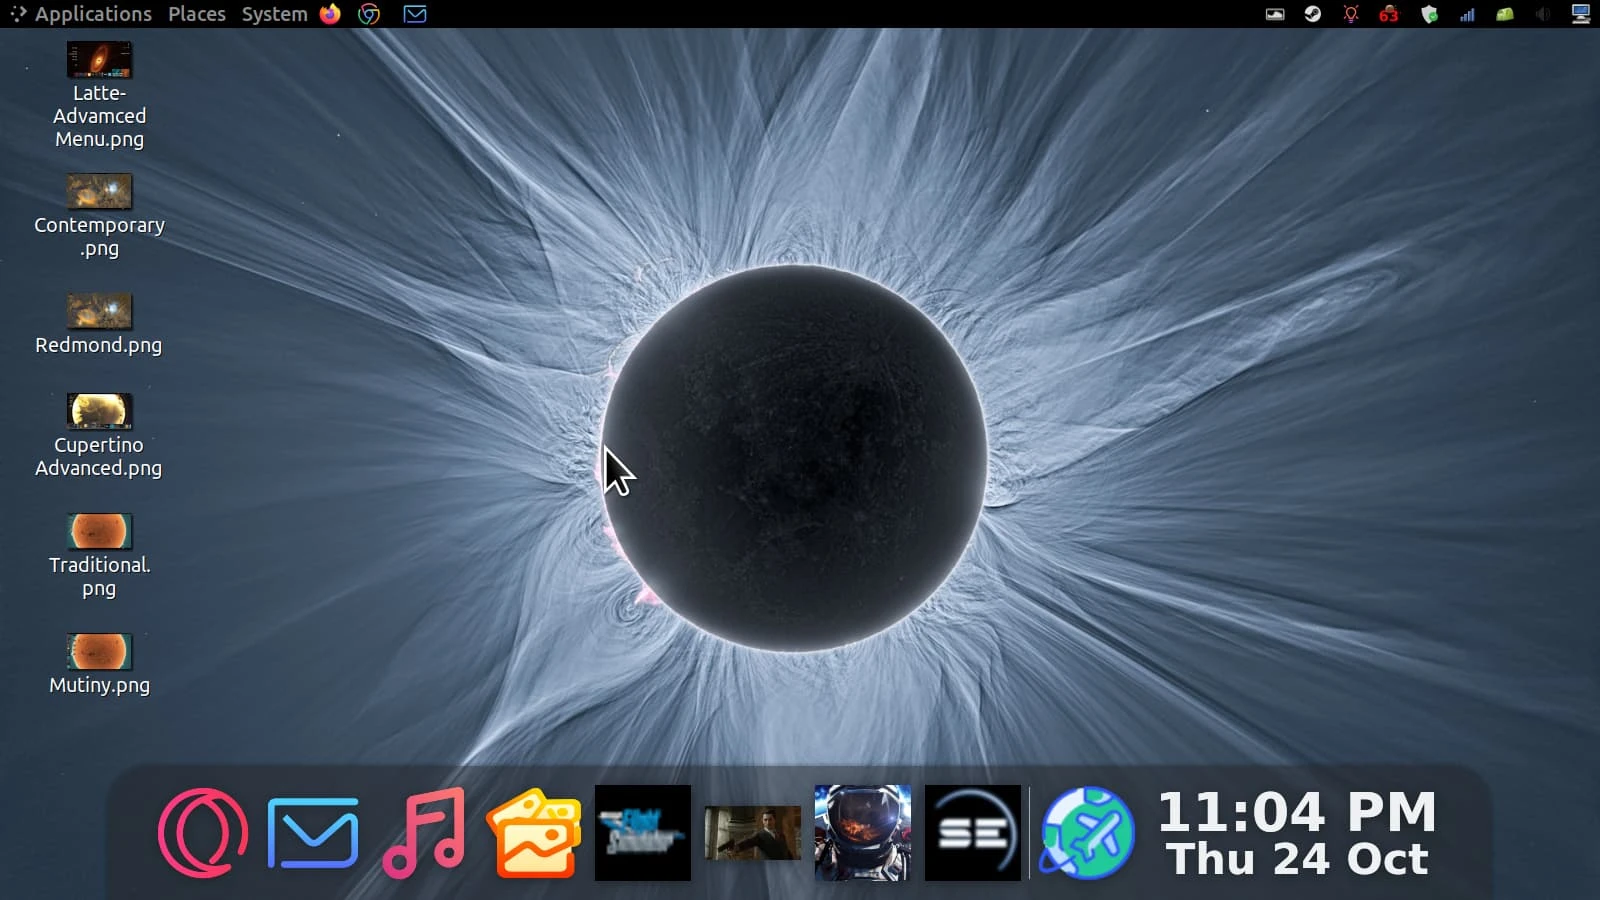 Applications Places System
63
Latte-
Advamced
Menu.png
Contemporary
.png
Redmond.png
Cupertino
Advanced.png
Traditional.
png
Mutiny.png
SE
11:04 PM
Thu 24 Oct